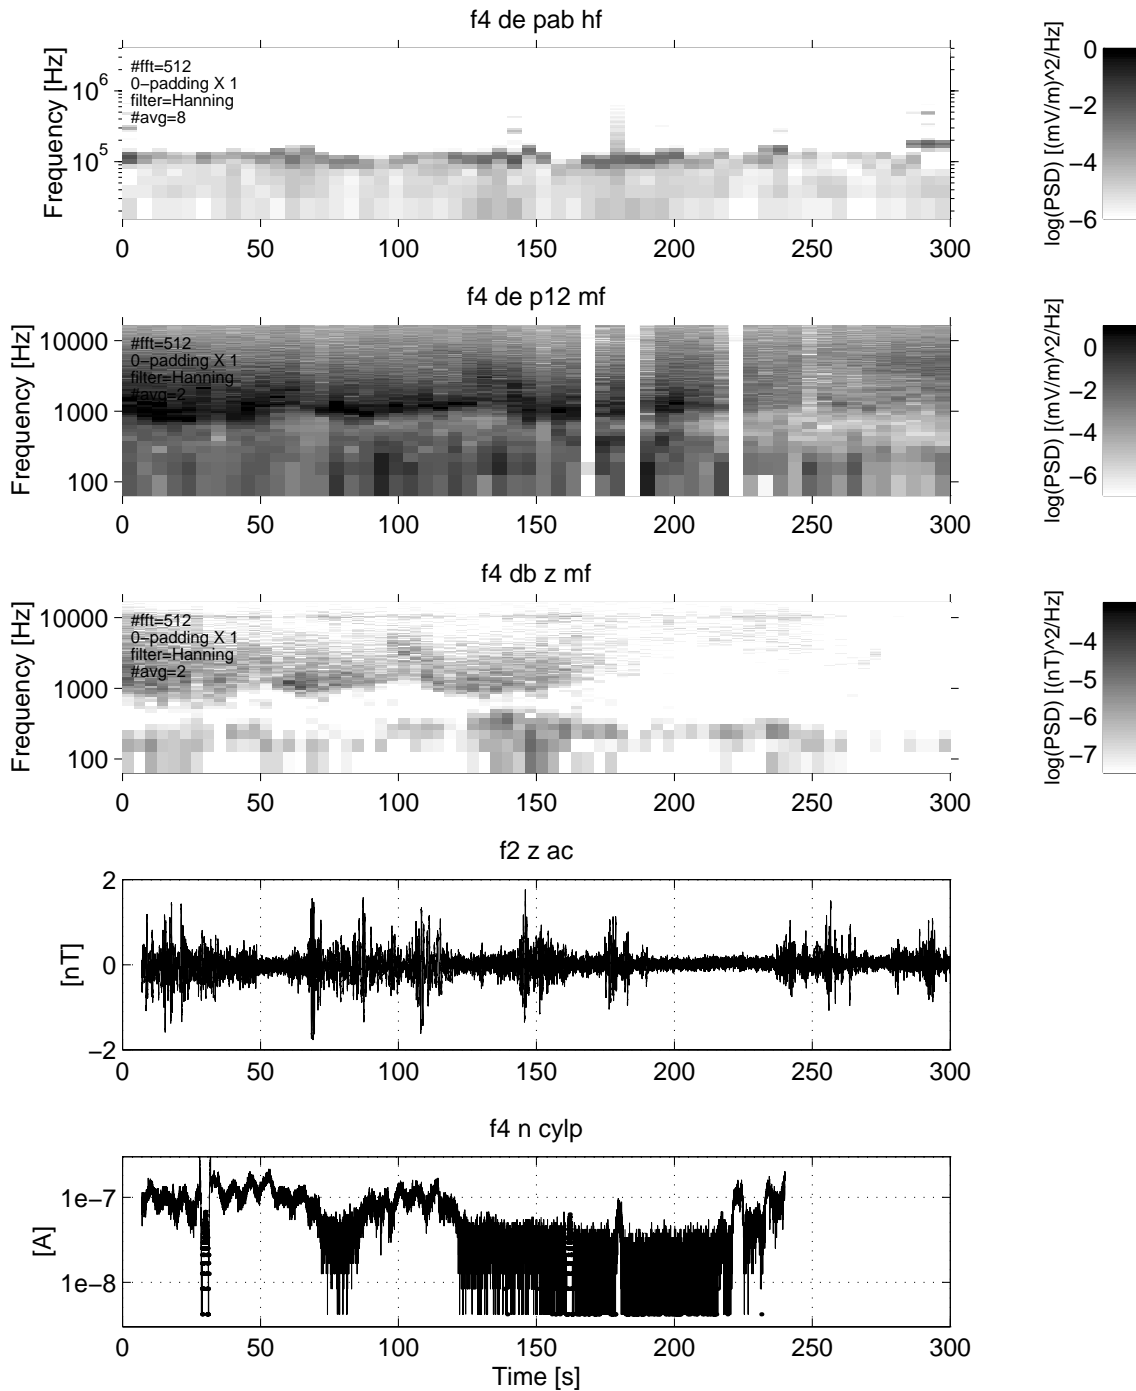 f4 de pab hf
Frequency [Hz]
10^6
10^5
#fft=512
0−padding X 1
filter=Hanning
#avg=8
0 50 100 150 200 250 300
log(PSD) [(mV/m)^2/Hz]
0
−2
−4
−6
f4 de p12 mf
Frequency [Hz]
10000
1000
100
#fft=512
0−padding X 1
filter=Hanning
#avg=2
0 50 100 150 200 250 300
log(PSD) [(mV/m)^2/Hz]
0
−2
−4
−6
f4 db z mf
Frequency [Hz]
10000
1000
100
#fft=512
0−padding X 1
filter=Hanning
#avg=2
0 50 100 150 200 250 300
log(PSD) [(nT)^2/Hz]
−4
−5
−6
−7
f2 z ac
[nT]
2
0
−2
0 50 100 150 200 250 300
f4 n cylp
[A]
1e−7
1e−8
0 50 100 150 200 250 300
Time [s]